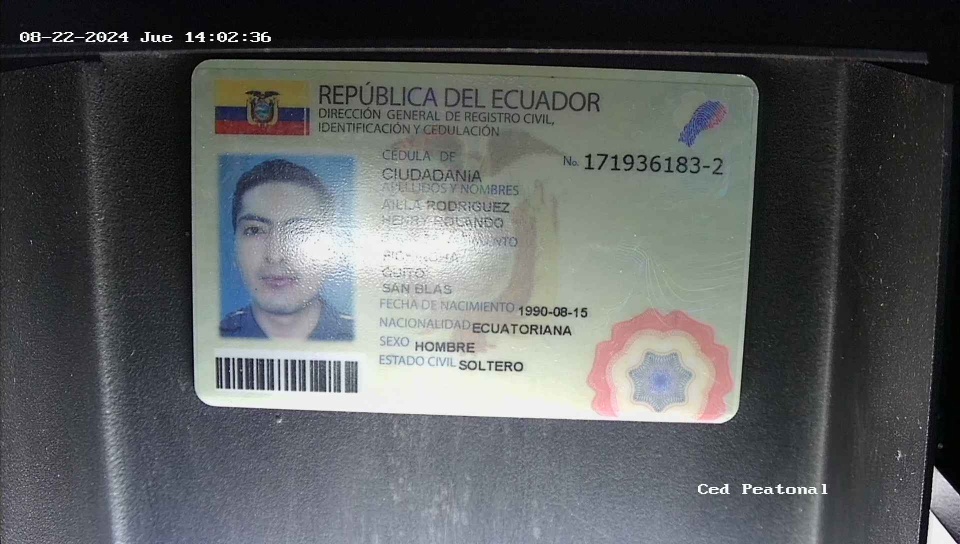 08-22-2024 Jue 14:02:36
REPÚBLICA DEL ECUADOR
DIRECCIÓN GENERAL DE REGISTRO CIVIL,
IDENTIFICACIÓN Y CEDULACIÓN
CÉDULA DE
No. 171936183-2
CIUDADANÍA
APELLIDOS Y NOMBRES
AILLA RODRIGUEZ
HENRY ROLANDO
QUITO
SAN BLAS
FECHA DE NACIMIENTO 1990-08-15
NACIONALIDAD ECUATORIANA
SEXO HOMBRE
ESTADO CIVIL SOLTERO
Ced Peatonal